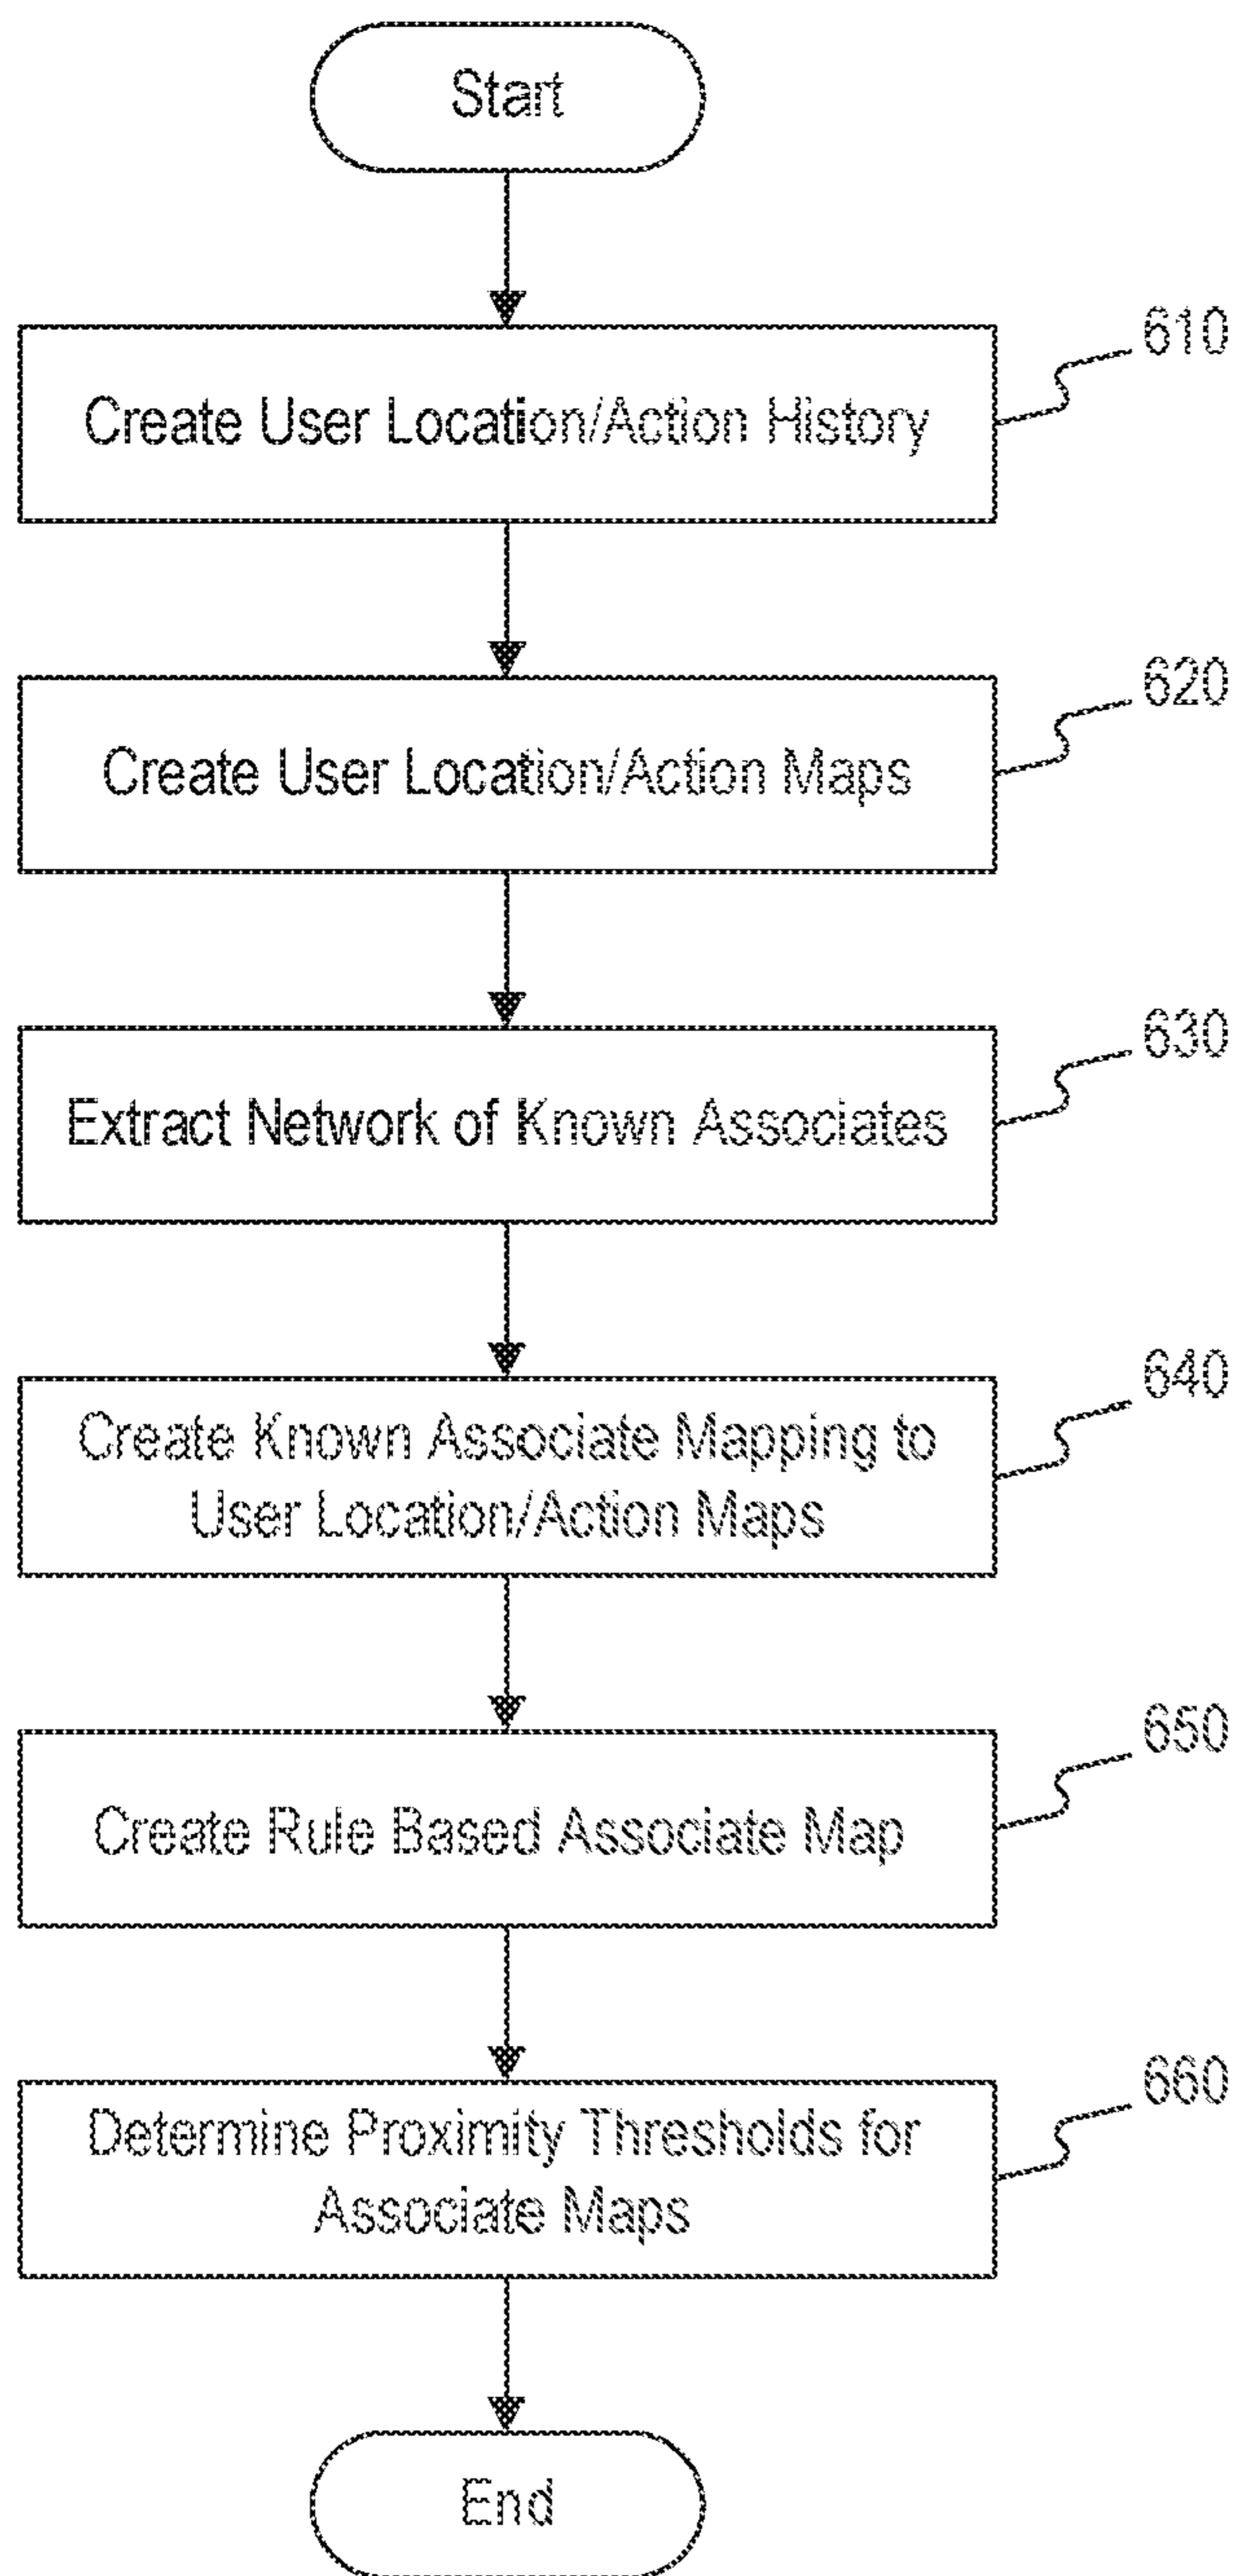 Start
610
Create User Location/Action History
620
Create User Location/Action Maps
630
Extract Network of Known Associates
640
Create Known Associate Mapping to
User Location/Action Maps
650
Create Rule Based Associate Map
660
Determine Proximity Thresholds for
Associate Maps
End